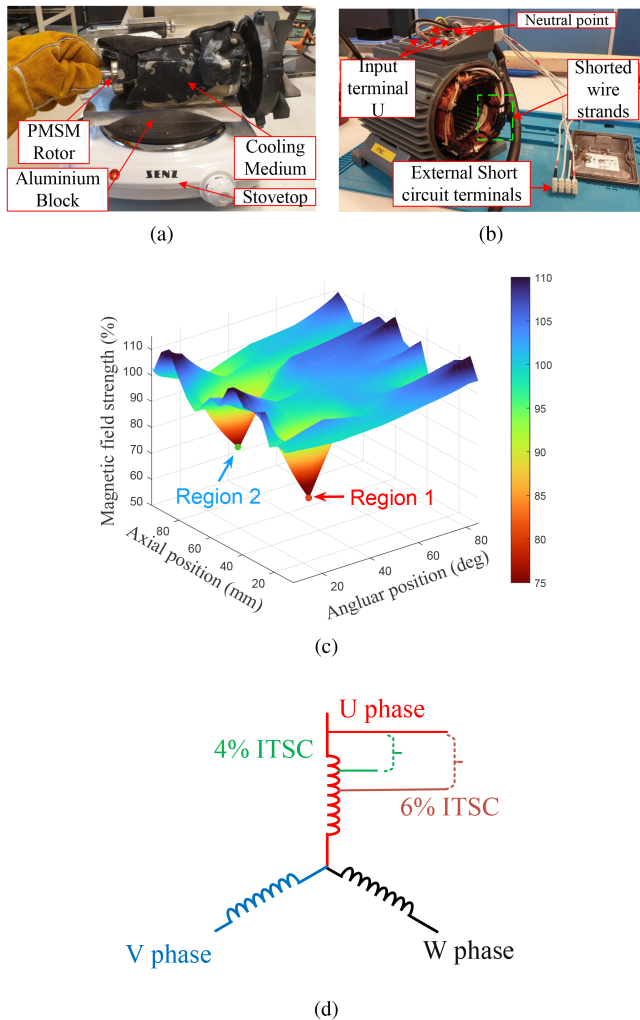 PMSM
Rotor
Aluminium
Block
SENZ
Cooling
Medium
Stovetop
(a)
Neutral point
Input
terminal
U
Shorted
wire
strands
External Short
circuit terminals
(b)
Magnetic field strength (%)
110
100
90
80
70
60
50
Region 2
Region 1
80
60
40
20
Axial position (mm)
20
40
60
80
Angluar position (deg)
110
105
100
95
90
85
80
75
(c)
U phase
4% ITSC
6% ITSC
V phase
W phase
(d)